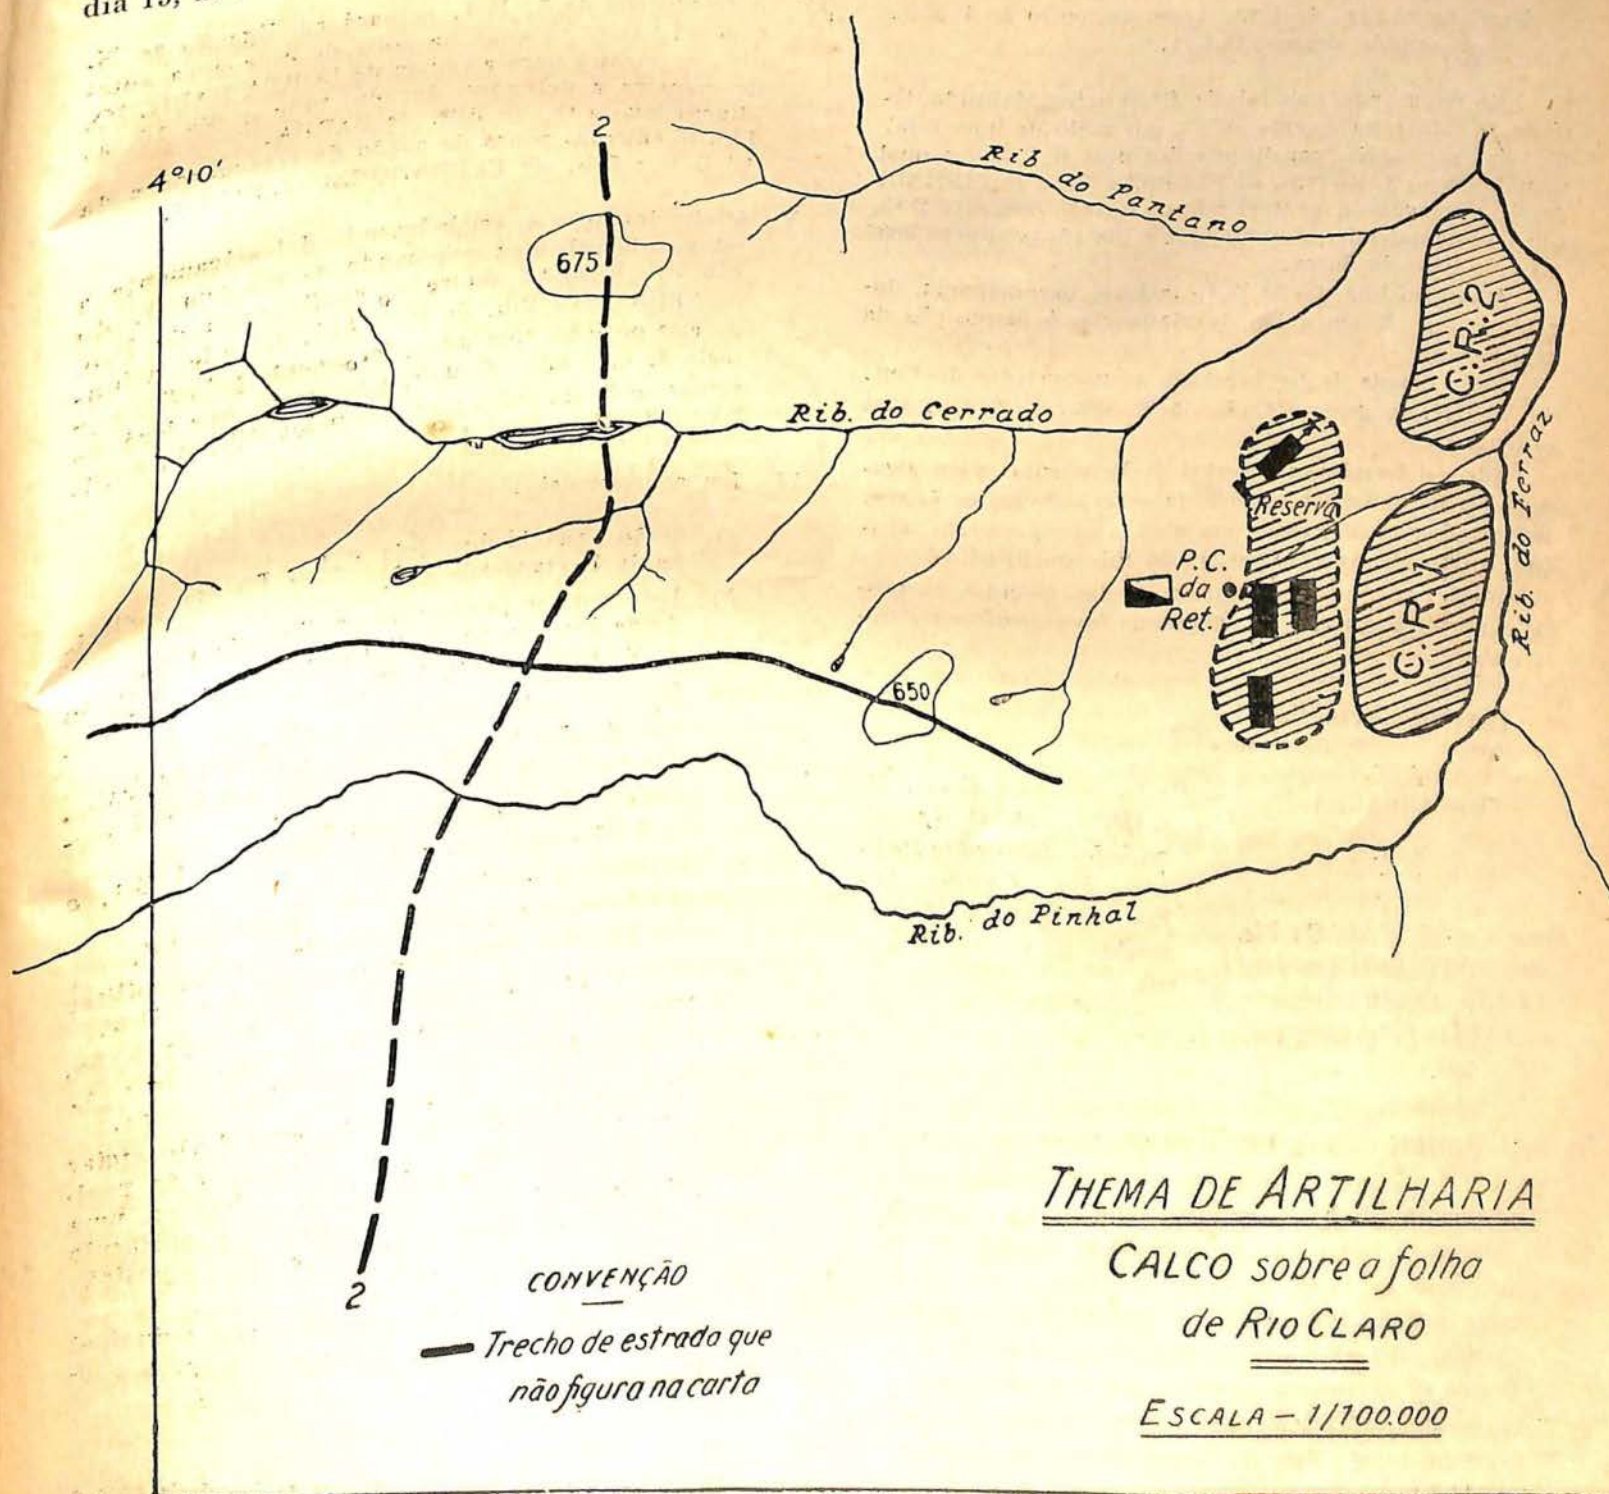 dia 15,
4°10'
2
Rib do Pantano
675
C.R.2
Rib. do Cerrado
Reserva
Rib. do Ferraz
P.C.
da
Ret.
C.R.1
650
Rib. do Pinhal
2
CONVENÇÃO
Trecho de estrada que
não figura na carta
THEMA DE ARTILHARIA
CALCO sobre a folha
de RIO CLARO
ESCALA – 1/100.000